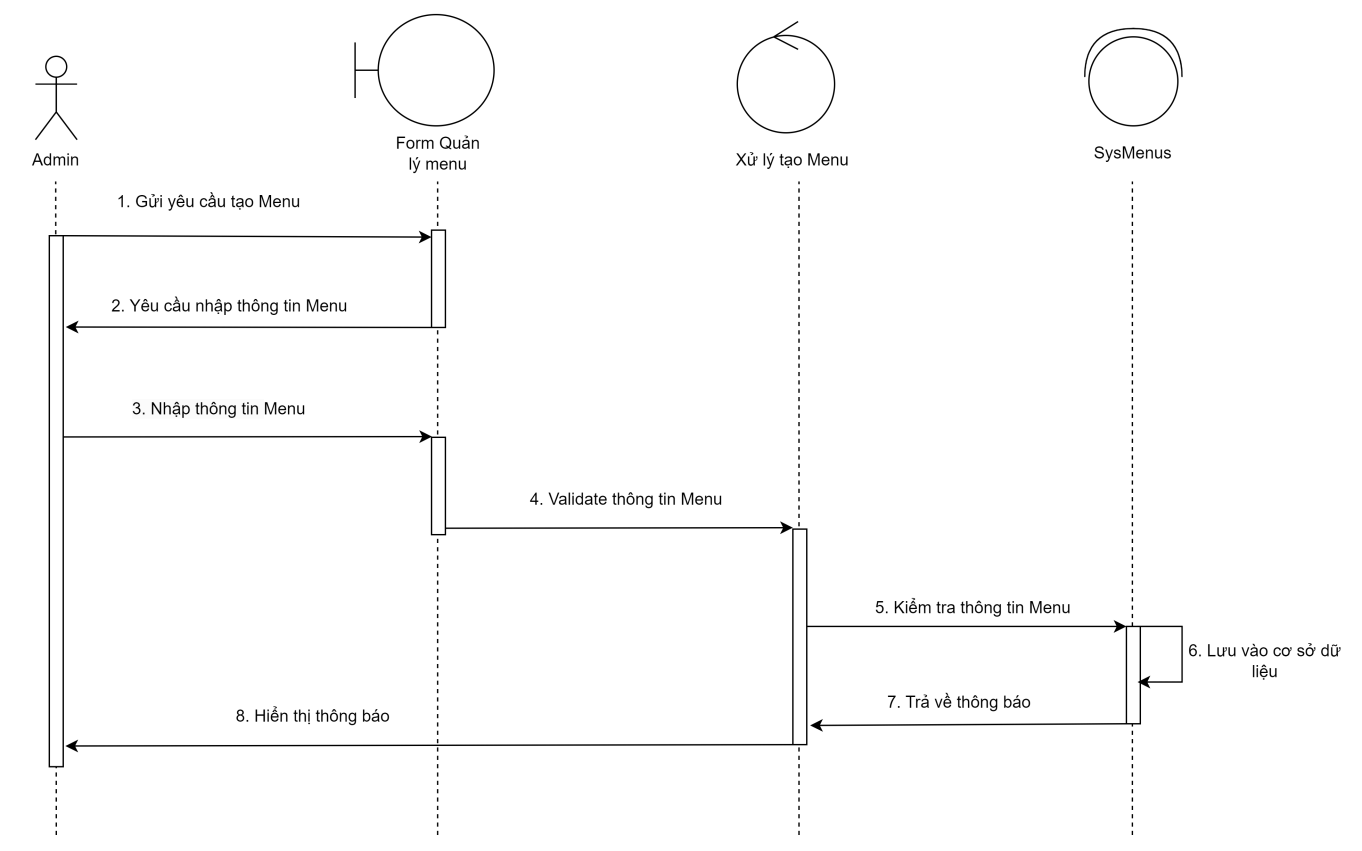 Admin
Form Quản
lý menu
Xử lý tạo Menu
SysMenus
1. Gửi yêu cầu tạo Menu
2. Yêu cầu nhập thông tin Menu
3. Nhập thông tin Menu
4. Validate thông tin Menu
5. Kiểm tra thông tin Menu
6. Lưu vào cơ sở dữ
liệu
7. Trả về thông báo
8. Hiển thị thông báo